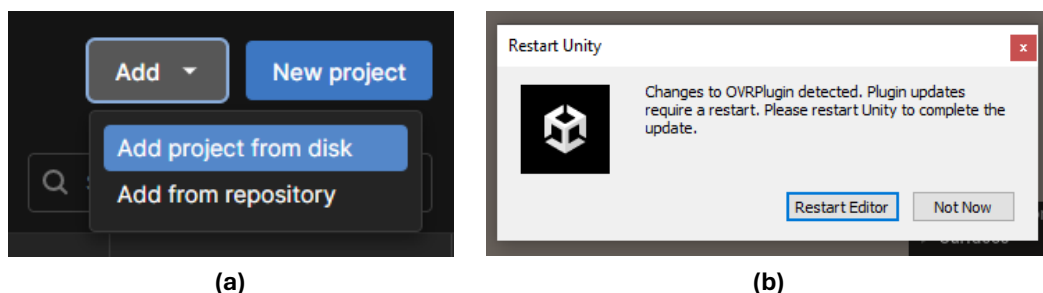 Add
New project
Add project from disk
Add from repository
Restart Unity
x
Changes to OVRPlugin detected. Plugin updates
require a restart. Please restart Unity to complete the
update.
Restart Editor
Not Now
(a)
(b)